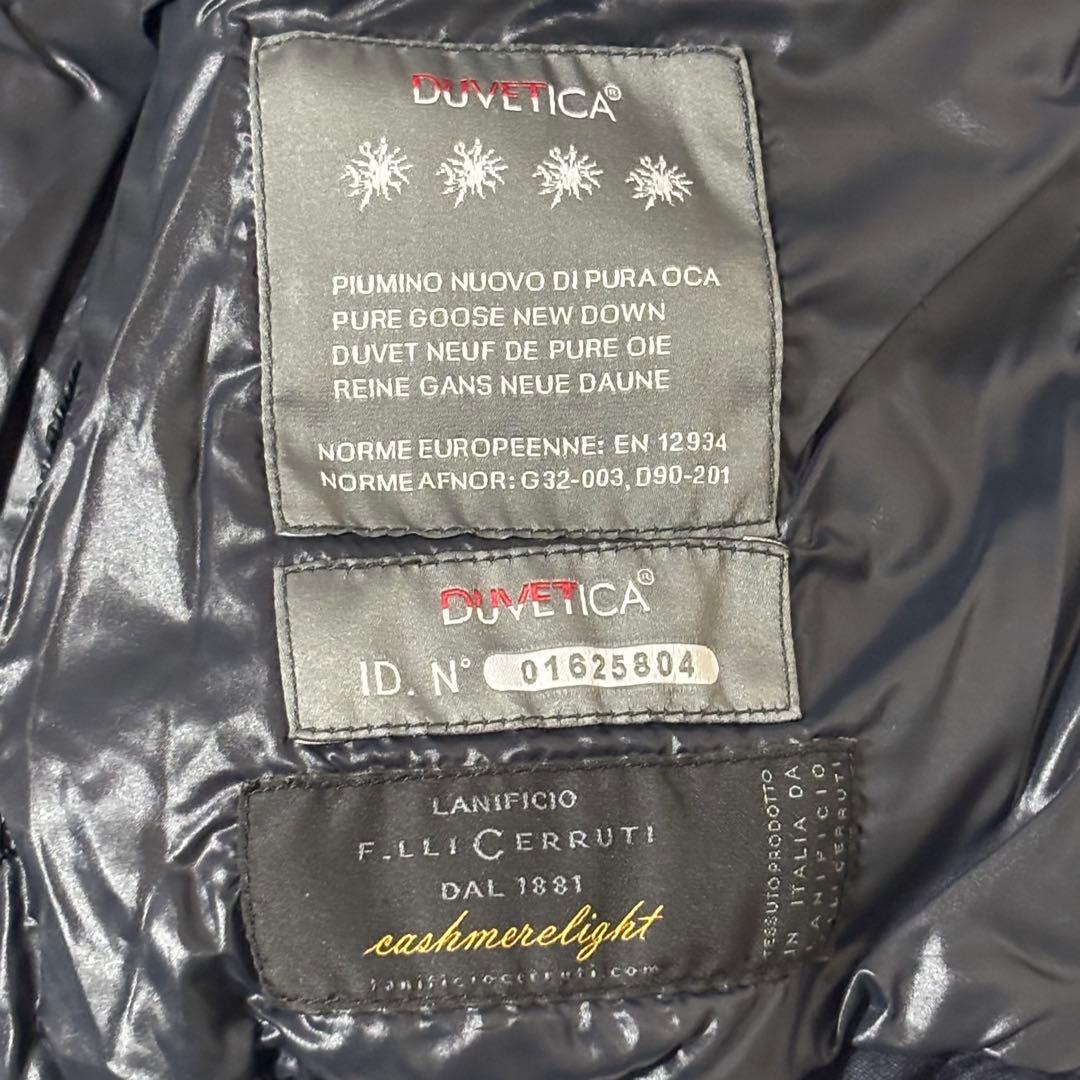 DUVETICA®
PIUMINO NUOVO DI PURA OCA
PURE GOOSE NEW DOWN
DUVET NEUF DE PURE OIE
REINE GANS NEUE DAUNE
NORME EUROPEENNE: EN 12934
NORME AFNOR: G32-003, D90-201
DUVETICA®
ID. N° 01625804
LANIFICIO
F.LLI CERRUTI
DAL 1881
cashmerelight
lanificiocerruti.com
TESSUTO PRODOTTO
IN ITALIA DA
LANIFICIO
F.LLI CERRUTI